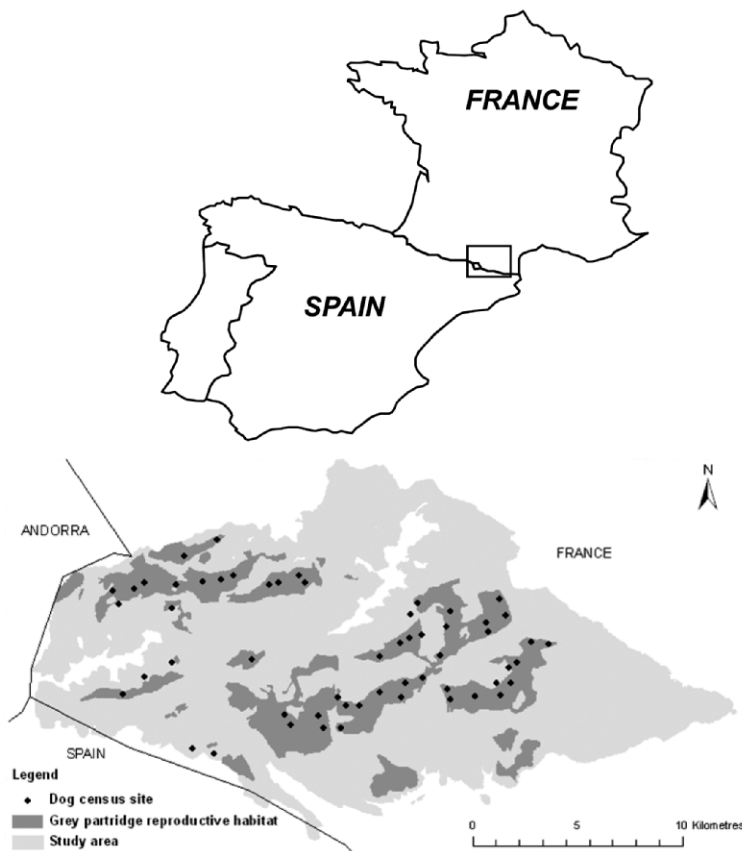 FRANCE
SPAIN
N
ANDORRA
FRANCE
SPAIN
Legend
Dog census site
Grey partridge reproductive habitat
Study area
0 5 10 Kilometres